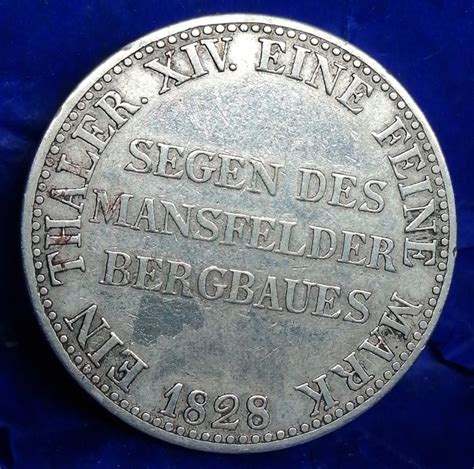 EIN THALER. XIV. EINE FEINE MARK
SEGEN DES
MANSFELDER
BERGBAUES
1828